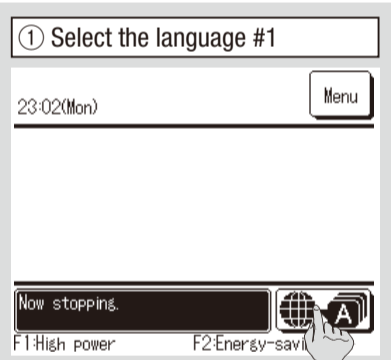 ① Select the language #1
Menu
23:02(Mon)
Now stopping.
A
F1:High power F2:Energy-savi